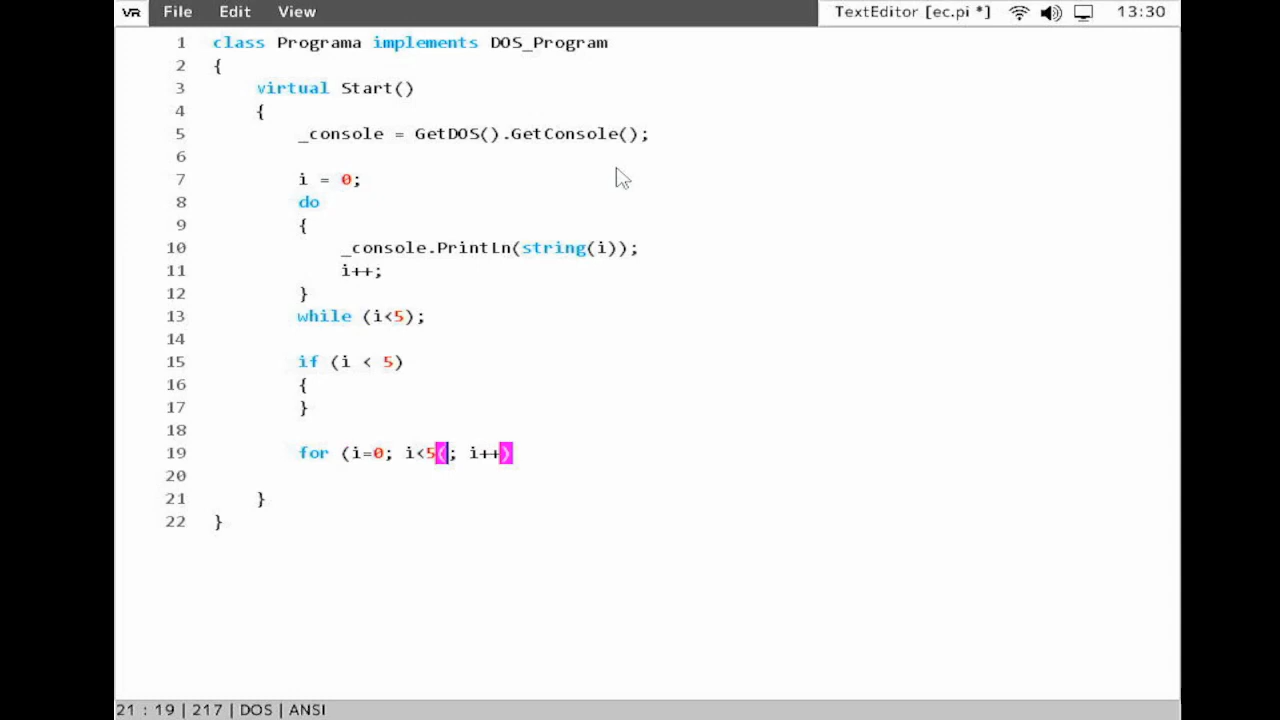 VR File Edit View TextEditor [ec.pi *] 13:30
1 class Programa implements DOS_Program
2 {
3 virtual Start()
4 {
5 _console = GetDOS().GetConsole();
6
7 i = 0;
8 do
9 {
10 _console.PrintLn(string(i));
11 i++;
12 }
13 while (i<5);
14
15 if (i < 5)
16 {
17 }
18
19 for (i=0; i<5(; i++)
20
21 }
22 }
21 : 19 | 217 | DOS | ANSI